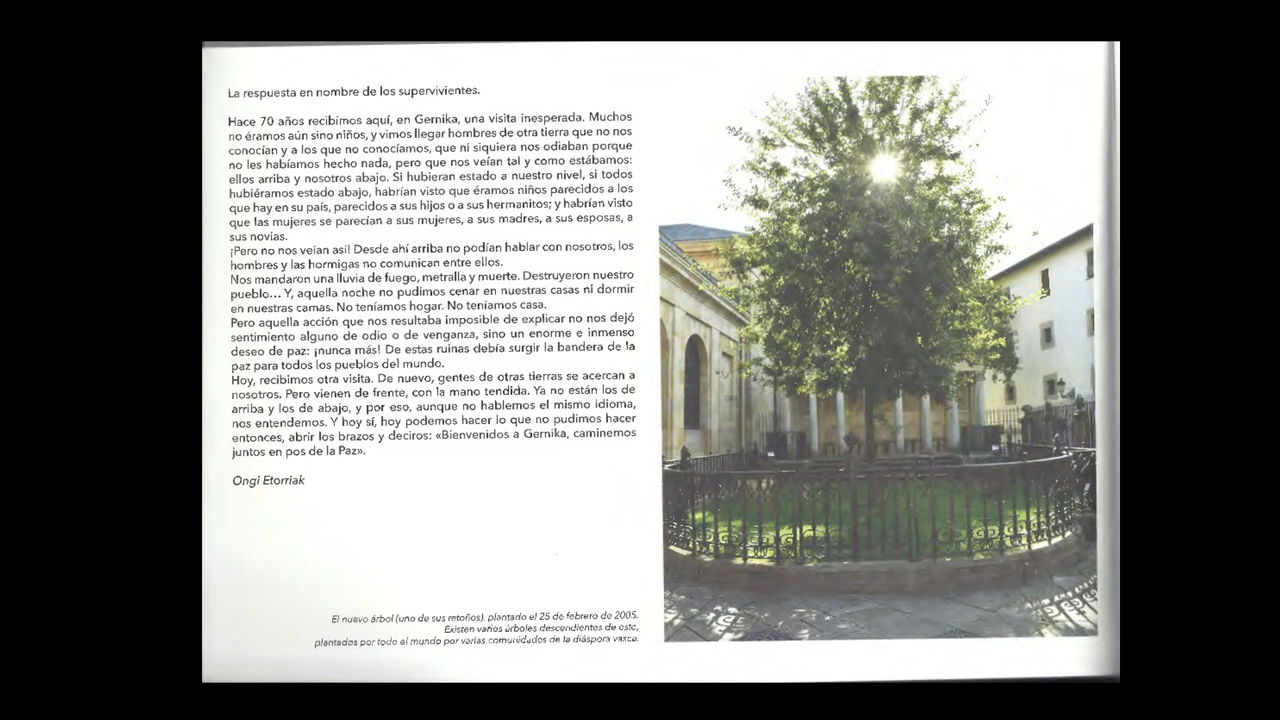 La respuesta en nombre de los supervivientes.
Hace 70 años recibimos aquí, en Gernika, una visita inesperada. Muchos
no éramos aún sino niños, y vimos llegar hombres de otra tierra que no nos
conocían y a los que no conocíamos, que ni siquiera nos odiaban porque
no les habíamos hecho nada, pero que nos veían tal y como estábamos:
ellos arriba y nosotros abajo. Si hubieran estado a nuestro nivel, si todos
hubiéramos estado abajo, habrían visto que éramos niños parecidos a los
que hay en su país, parecidos a sus hijos o a sus hermanitos; y habrían visto
que las mujeres se parecían a sus mujeres, a sus madres, a sus esposas, a
sus novias.
¡Pero no nos veían así! Desde ahí arriba no podían hablar con nosotros, los
hombres y las hormigas no comunican entre ellos.
Nos mandaron una lluvia de fuego, metralla y muerte. Destruyeron nuestro
pueblo... Y, aquella noche no pudimos cenar en nuestras casas ni dormir
en nuestras camas. No teníamos hogar. No teníamos casa.
Pero aquella acción que nos resultaba imposible de explicar no nos dejó
sentimiento alguno de odio o de venganza, sino un enorme e inmenso
deseo de paz: ¡nunca más! De estas ruinas debía surgir la bandera de la
paz para todos los pueblos del mundo.
Hoy, recibimos otra visita. De nuevo, gentes de otras tierras se acercan a
nosotros. Pero vienen de frente, con la mano tendida. Ya no están los de
arriba y los de abajo, y por eso, aunque no hablemos el mismo idioma,
nos entendemos. Y hoy sí, hoy podemos hacer lo que no pudimos hacer
entonces, abrir los brazos y deciros: «Bienvenidos a Gernika, caminemos
juntos en pos de la Paz».
Ongi Etorriak
El nuevo árbol (uno de sus retoños), plantado el 25 de febrero de 2005.
Existen varios árboles descendientes de este,
plantados por todo el mundo por varias comunidades de la diáspora vasca.